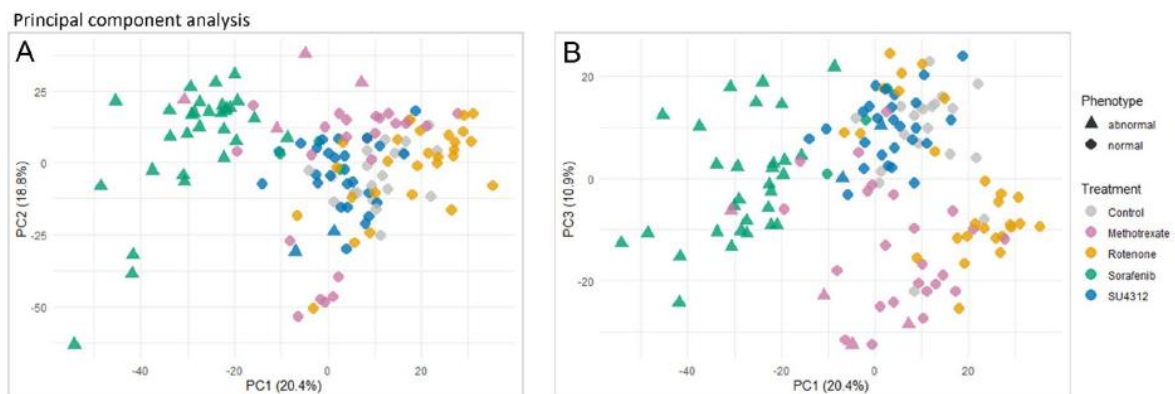 Principal component analysis
A
25
0
-25
-50
PC2 (18.8%)
-40
-20
0
20
PC1 (20.4%)
B
20
0
-20
PC3 (10.9%)
-40
-20
0
20
PC1 (20.4%)
Phenotype
abnormal
normal
Treatment
Control
Methotrexate
Rotenone
Sorafenib
SU4312